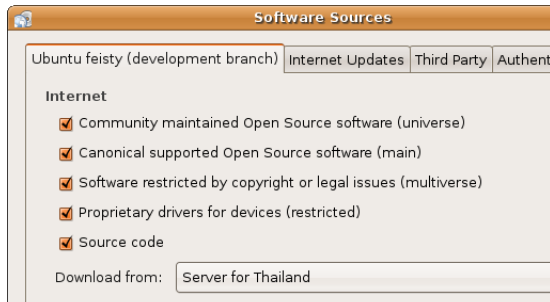 Software Sources
Ubuntu feisty (development branch) Internet Updates Third Party Authent
Internet
Community maintained Open Source software (universe)
Canonical supported Open Source software (main)
Software restricted by copyright or legal issues (multiverse)
Proprietary drivers for devices (restricted)
Source code
Download from: Server for Thailand